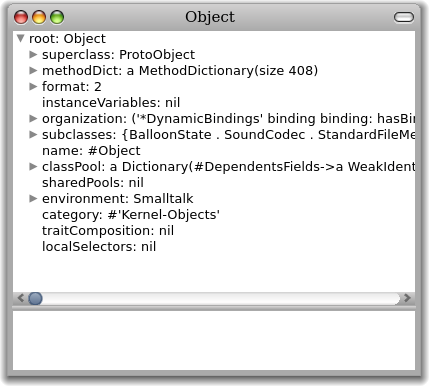 Object
root: Object
superclass: ProtoObject
methodDict: a MethodDictionary(size 408)
format: 2
instanceVariables: nil
organization: ('*DynamicBindings' binding binding: hasBin
subclasses: {BalloonState . SoundCodec . StandardFileMe
name: #Object
classPool: a Dictionary(#DependentsFields->a WeakIdent
sharedPools: nil
environment: Smalltalk
category: #'Kernel-Objects'
traitComposition: nil
localSelectors: nil